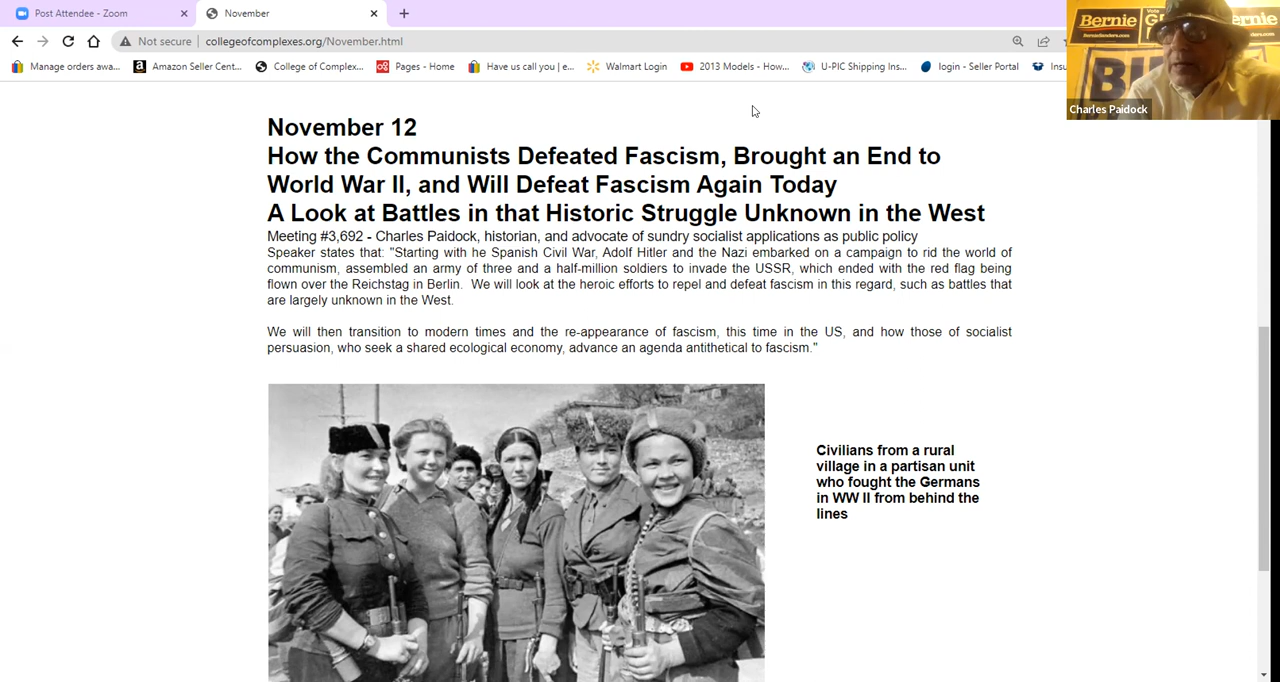 Post Attendee - Zoom
November
Not secure
collegeofcomplexes.org/November.html
Manage orders awa...
Amazon Seller Cent...
College of Complex...
Pages - Home
Have us call you | e...
Walmart Login
2013 Models - How...
U-PIC Shipping Ins...
login - Seller Portal
Bernie
Berniesanders.com
Vote
ernie
Berniesanders.com
Charles Paidock
November 12
How the Communists Defeated Fascism, Brought an End to
World War II, and Will Defeat Fascism Again Today
A Look at Battles in that Historic Struggle Unknown in the West
Meeting #3,692 - Charles Paidock, historian, and advocate of sundry socialist applications as public policy
Speaker states that: "Starting with he Spanish Civil War, Adolf Hitler and the Nazi embarked on a campaign to rid the world of
communism, assembled an army of three and a half-million soldiers to invade the USSR, which ended with the red flag being
flown over the Reichstag in Berlin. We will look at the heroic efforts to repel and defeat fascism in this regard, such as battles that
are largely unknown in the West.
We will then transition to modern times and the re-appearance of fascism, this time in the US, and how those of socialist
persuasion, who seek a shared ecological economy, advance an agenda antithetical to fascism."
Civilians from a rural
village in a partisan unit
who fought the Germans
in WW II from behind the
lines